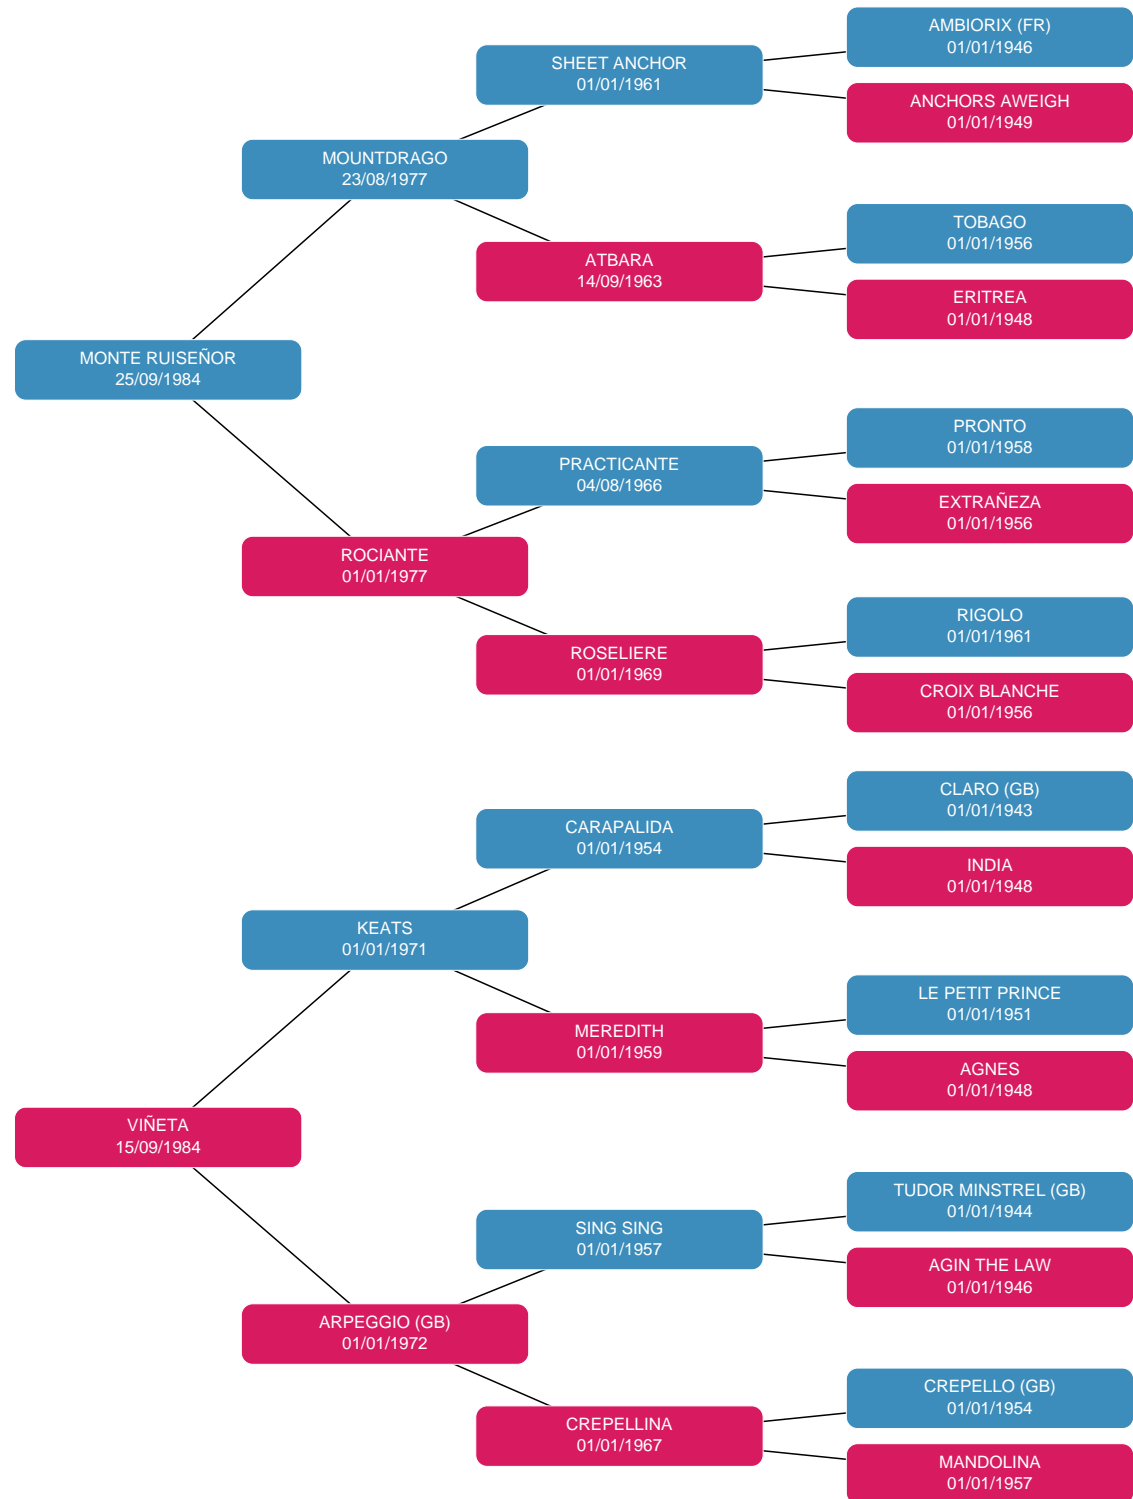 AMBIORIX (FR)
01/01/1946
SHEET ANCHOR
01/01/1961
ANCHORS AWEIGH
01/01/1949
MOUNTDRAGO
23/08/1977
TOBAGO
01/01/1956
ATBARA
14/09/1963
ERITREA
01/01/1948
MONTE RUISEÑOR
25/09/1984
PRONTO
01/01/1958
PRACTICANTE
04/08/1966
EXTRAÑEZA
01/01/1956
ROCIANTE
01/01/1977
RIGOLO
01/01/1961
ROSELIERE
01/01/1969
CROIX BLANCHE
01/01/1956
CLARO (GB)
01/01/1943
CARAPALIDA
01/01/1954
INDIA
01/01/1948
KEATS
01/01/1971
LE PETIT PRINCE
01/01/1951
MEREDITH
01/01/1959
AGNES
01/01/1948
VIÑETA
15/09/1984
TUDOR MINSTREL (GB)
01/01/1944
SING SING
01/01/1957
AGIN THE LAW
01/01/1946
ARPEGGIO (GB)
01/01/1972
CREPELLO (GB)
01/01/1954
CREPELLINA
01/01/1967
MANDOLINA
01/01/1957